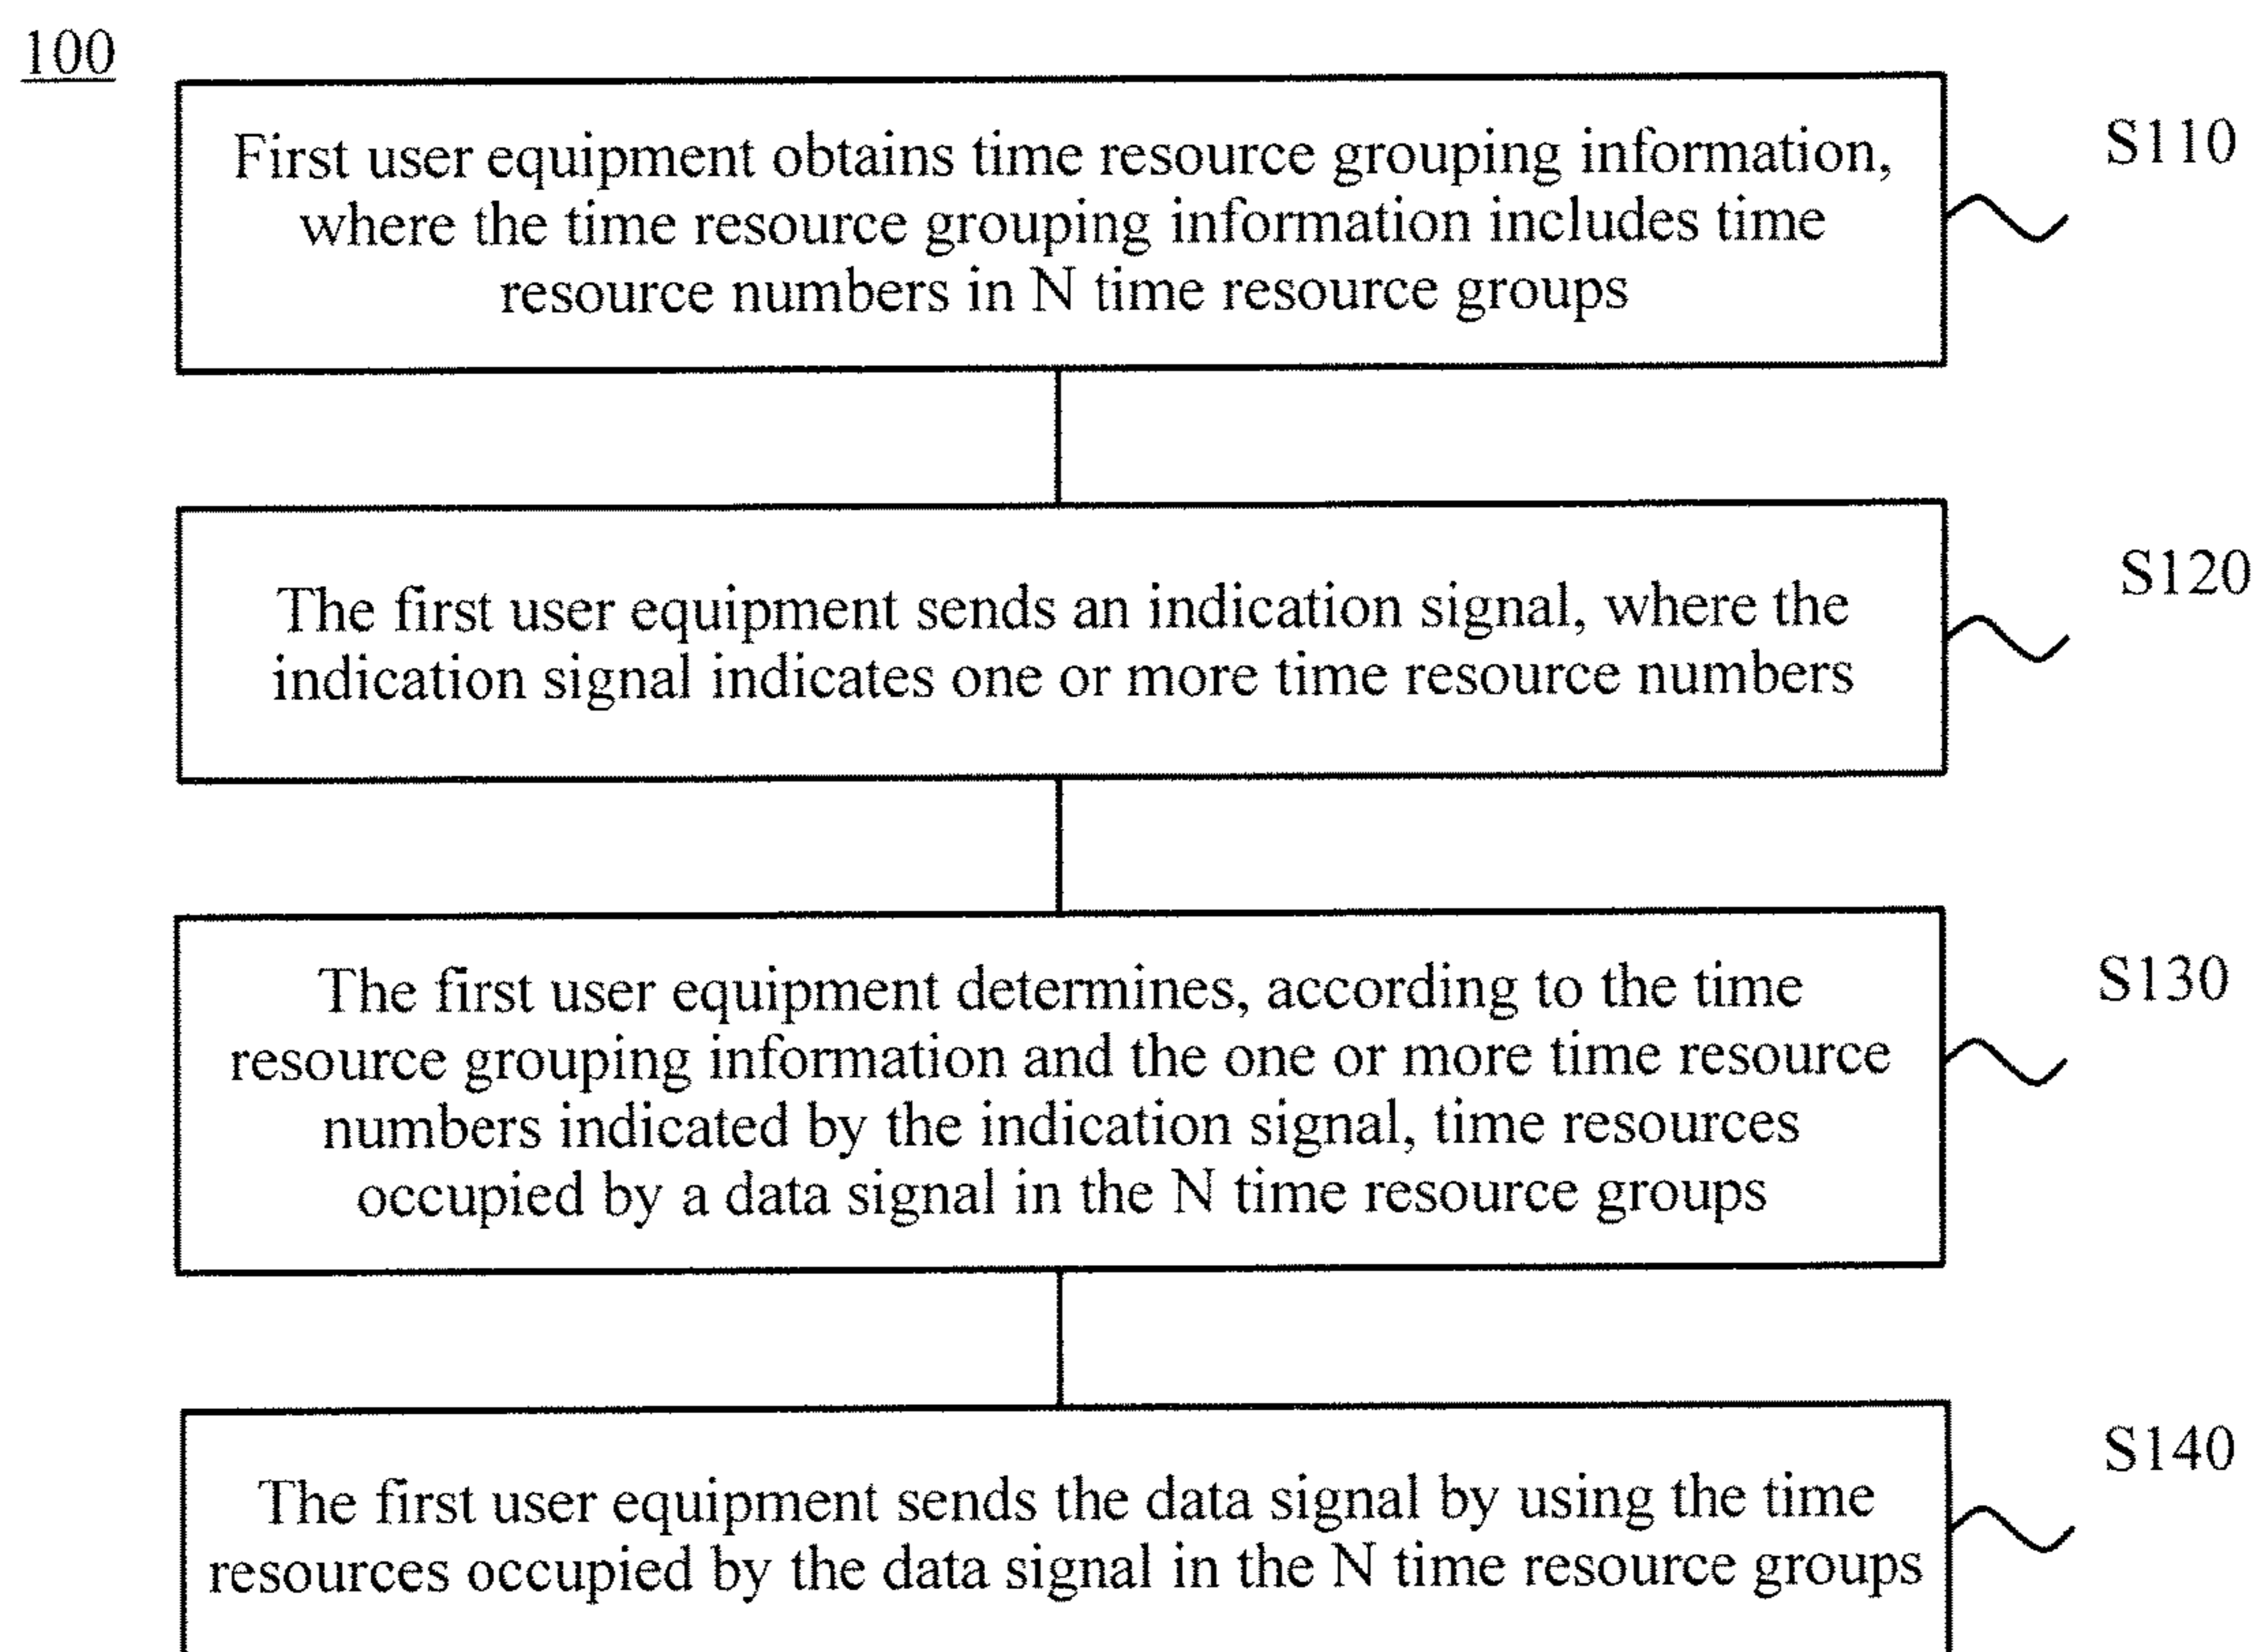 100
First user equipment obtains time resource grouping information,
where the time resource grouping information includes time
resource numbers in N time resource groups
S110
The first user equipment sends an indication signal, where the
indication signal indicates one or more time resource numbers
S120
The first user equipment determines, according to the time
resource grouping information and the one or more time resource
numbers indicated by the indication signal, time resources
occupied by a data signal in the N time resource groups
S130
The first user equipment sends the data signal by using the time
resources occupied by the data signal in the N time resource groups
S140